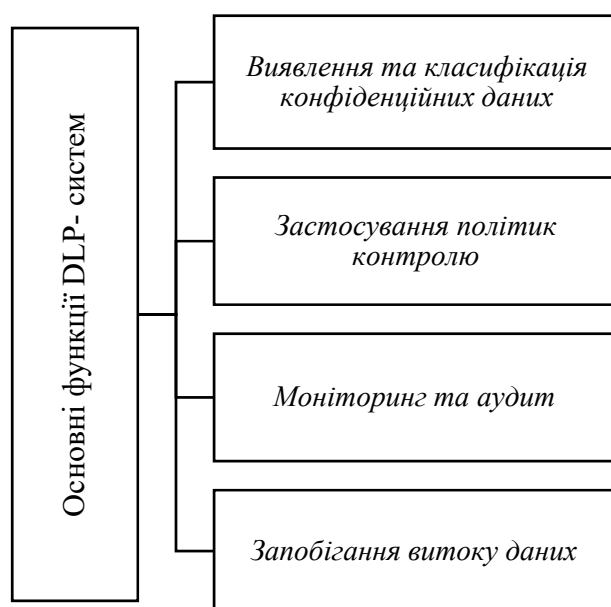 Основні функції DLP- систем
Виявлення та класифікація
конфіденційних даних
Застосування політик
контролю
Моніторинг та аудит
Запобігання витоку даних